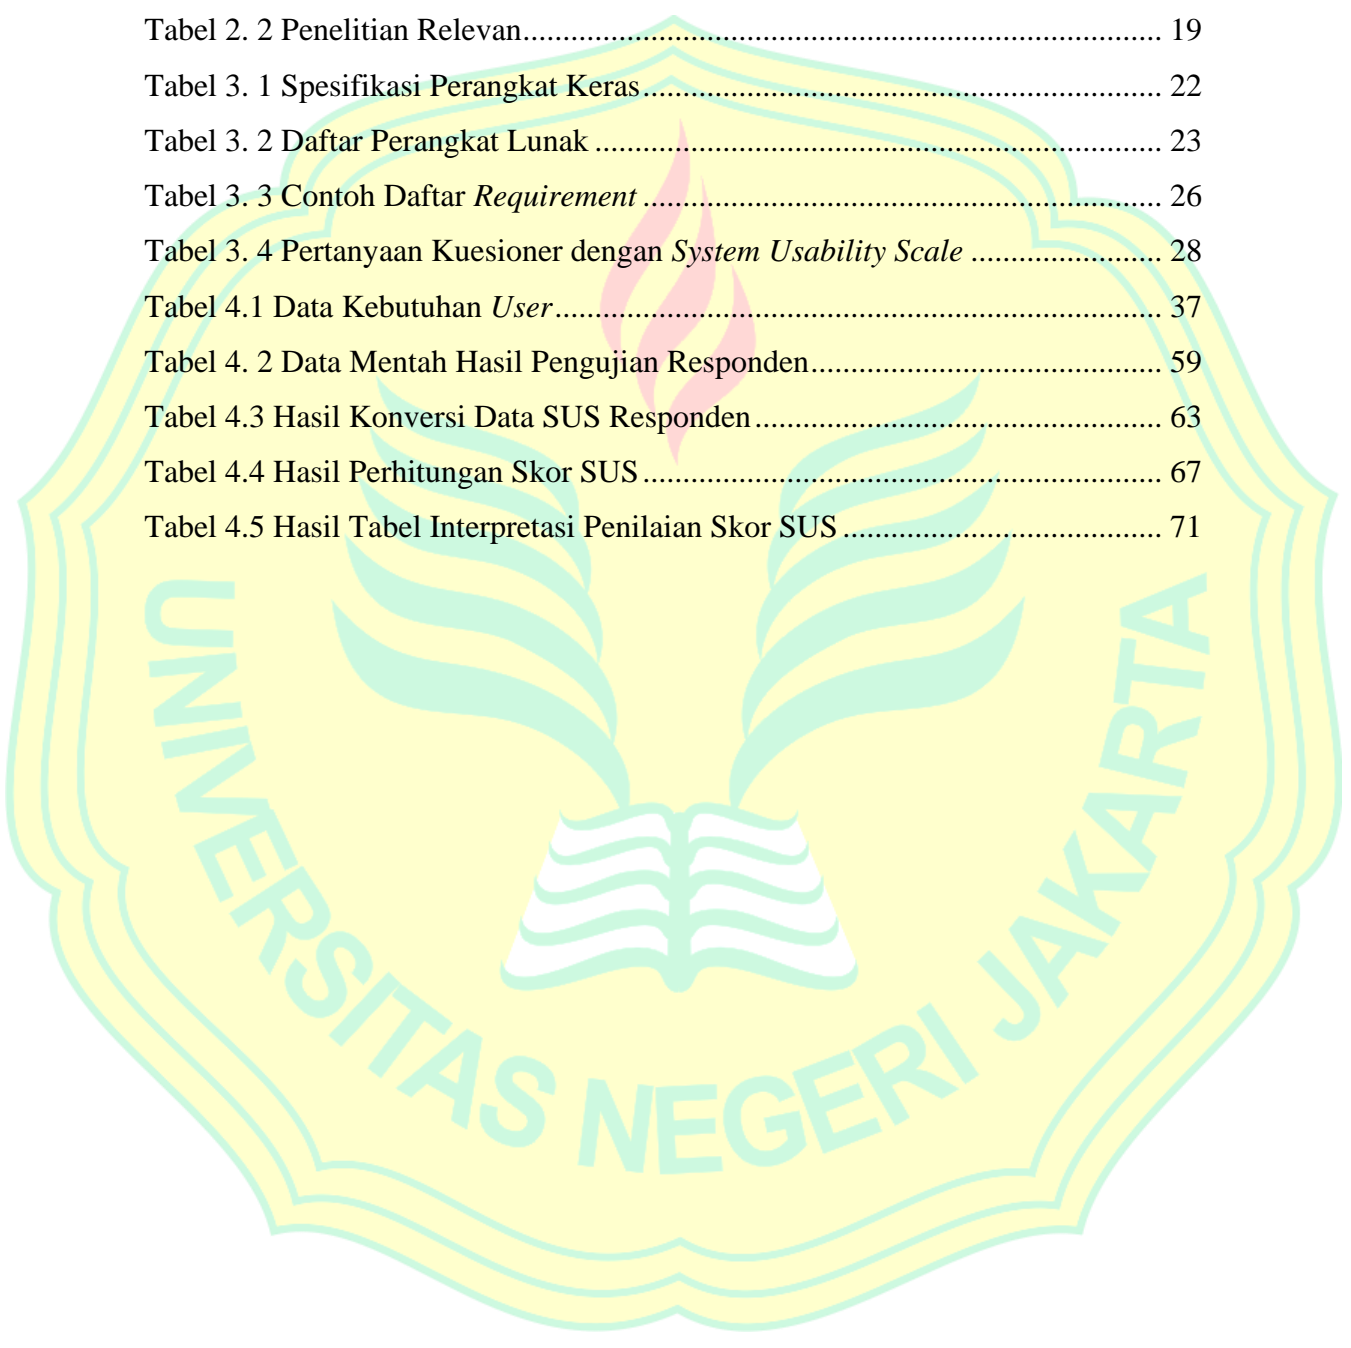 Tabel 2. 2 Penelitian Relevan............................................................................... 19
Tabel 3. 1 Spesifikasi Perangkat Keras................................................................ 22
Tabel 3. 2 Daftar Perangkat Lunak ...................................................................... 23
Tabel 3. 3 Contoh Daftar Requirement ................................................................ 26
Tabel 3. 4 Pertanyaan Kuesioner dengan System Usability Scale ........................ 28
Tabel 4.1 Data Kebutuhan User........................................................................... 37
Tabel 4. 2 Data Mentah Hasil Pengujian Responden............................................ 59
Tabel 4.3 Hasil Konversi Data SUS Responden.................................................. 63
Tabel 4.4 Hasil Perhitungan Skor SUS................................................................ 67
Tabel 4.5 Hasil Tabel Interpretasi Penilaian Skor SUS........................................ 71
UNIVERSITAS NEGERI JAKARTA